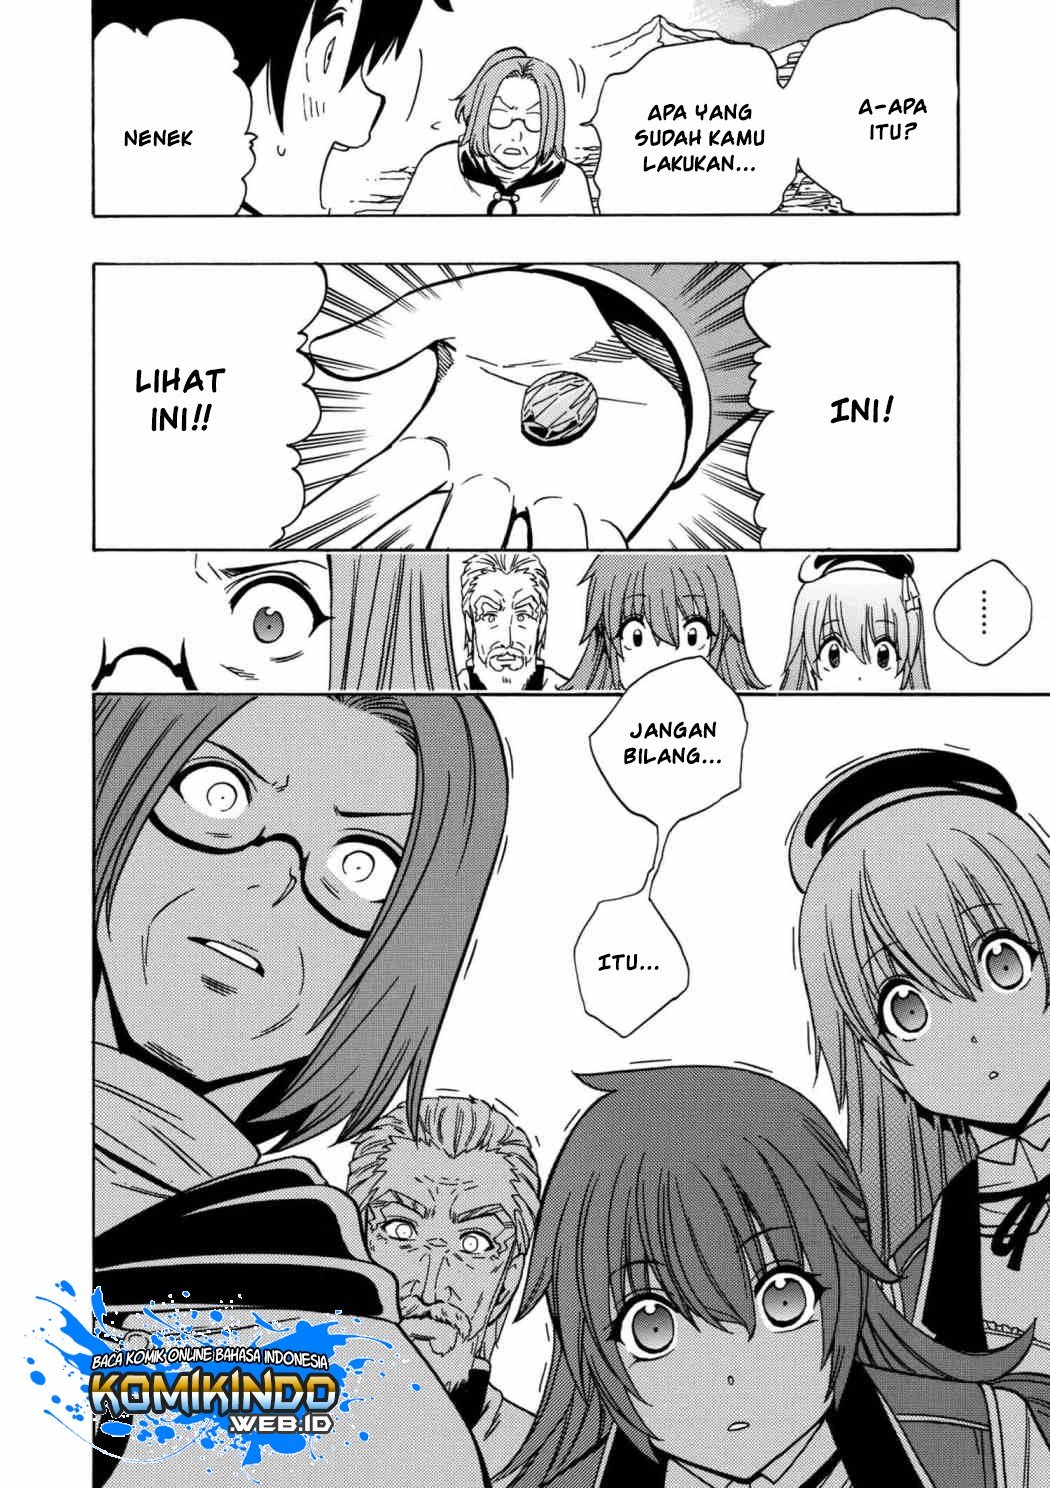 A-APA
ITU?
APA YANG
SUDAH KAMU
LAKUKAN...
NENEK
INI!
LIHAT
INI!!
.......
JANGAN
BILANG...
ITU...
BACA KOMIK ONLINE BAHASA INDONESIA
KOMIKINDO
.WEB.ID